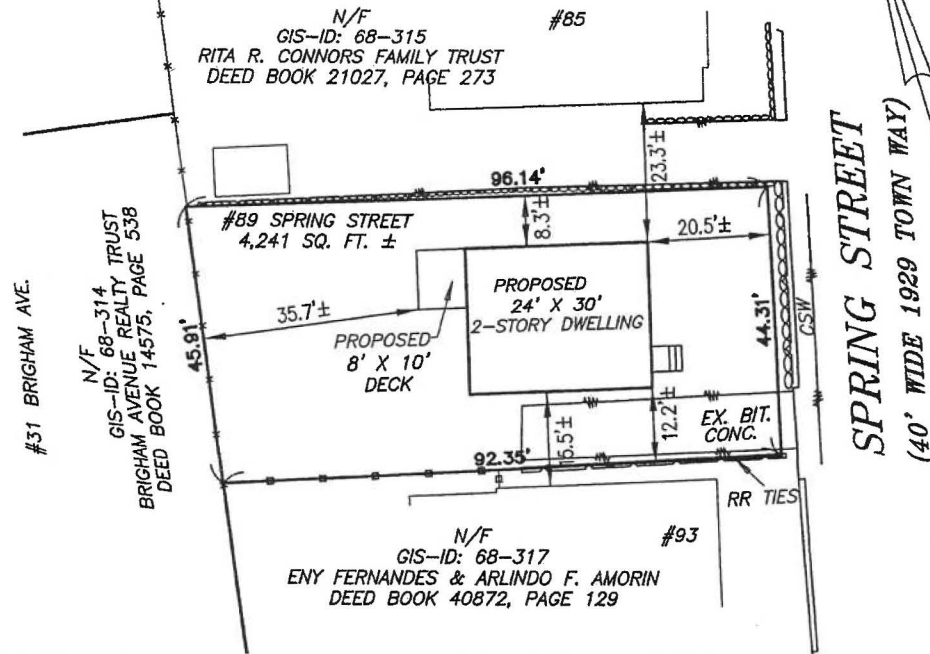 N/F
GIS-ID: 68-315
RITA R. CONNORS FAMILY TRUST
DEED BOOK 21027, PAGE 273
#85
23.3'±
96.14'
#89 SPRING STREET
4,241 SQ. FT. ±
8.3'±
20.5'±
PROPOSED
24' X 30'
2-STORY DWELLING
35.7'±
PROPOSED
8' X 10'
DECK
45.91'
44.31'
CSW
SPRING STREET
(40' WIDE 1929 TOWN WAY)
#31 BRIGHAM AVE.
N/F
GIS-ID: 68-314
BRIGHAM AVENUE REALTY TRUST
DEED BOOK 14575, PAGE 538
15.5'±
12.2'±
EX. BIT.
CONC.
92.35'
RR TIES
N/F
GIS-ID: 68-317
ENY FERNANDES & ARLINDO F. AMORIN
DEED BOOK 40872, PAGE 129
#93